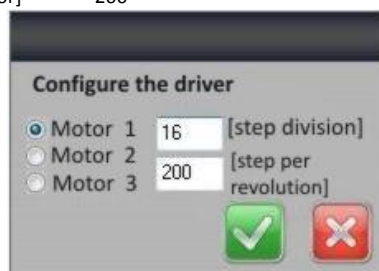 Configure the driver
Motor 1 16 [step division]
Motor 2
Motor 3 200 [step per
revolution]